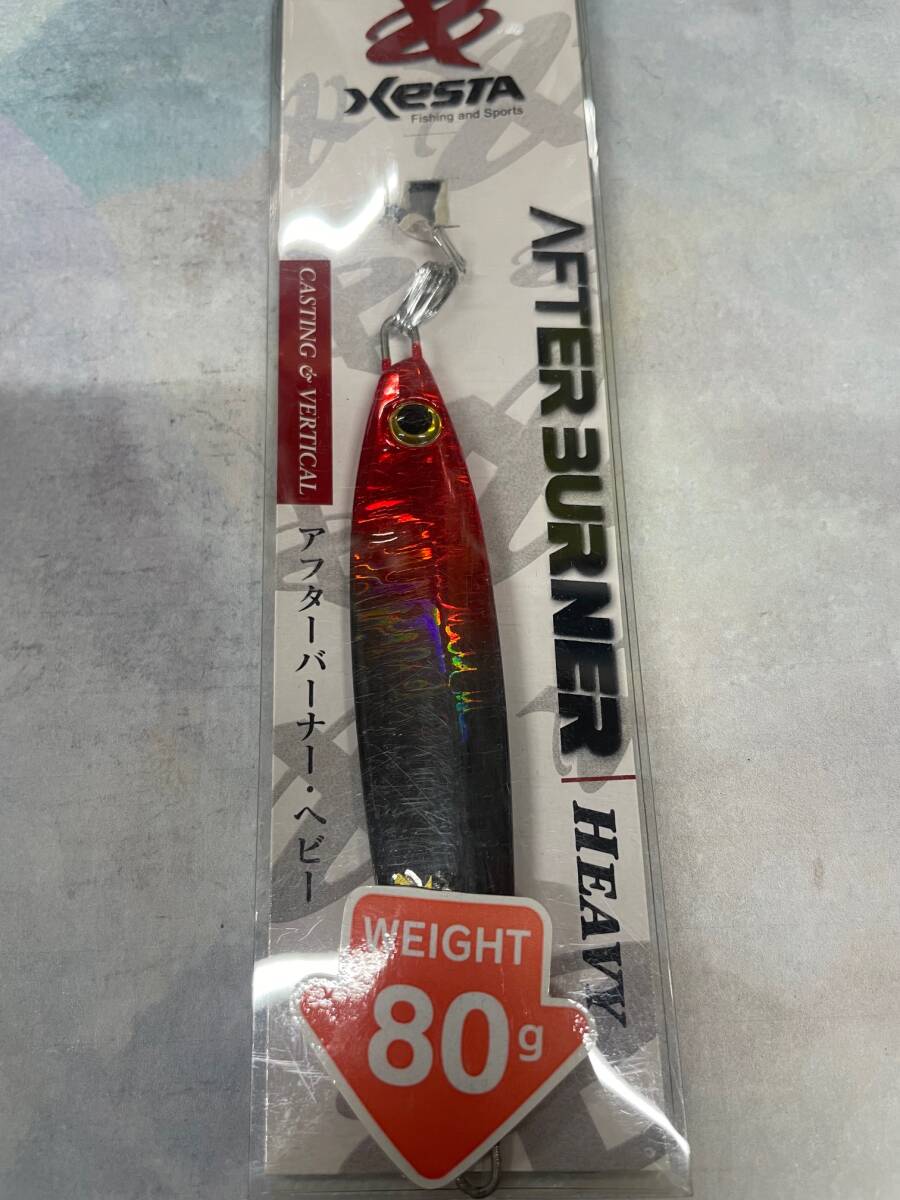 XESTA
Fishing and Sports
CASTING & VERTICAL
アフターバーナー・ヘビー
AFTER BURNER
HEAVY
WEIGHT
80g